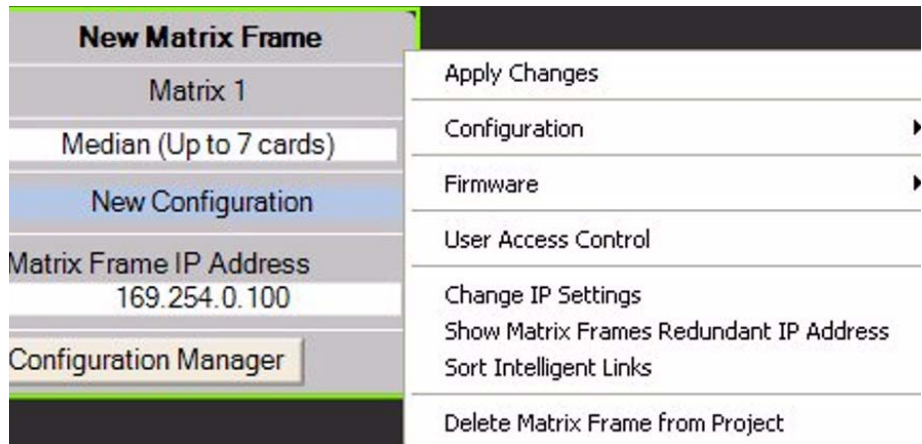 New Matrix Frame
Matrix 1
Median (Up to 7 cards)
New Configuration
Matrix Frame IP Address
169.254.0.100
Configuration Manager
Apply Changes
Configuration
Firmware
User Access Control
Change IP Settings
Show Matrix Frames Redundant IP Address
Sort Intelligent Links
Delete Matrix Frame from Project